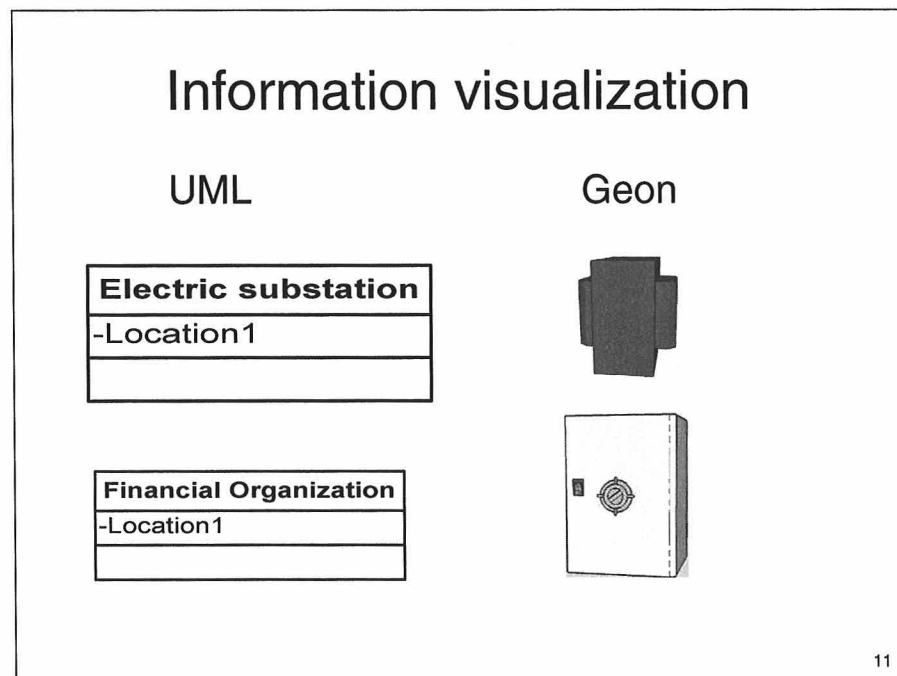 Information visualization
UML
Geon
Electric substation
-Location1
Financial Organization
-Location1
11